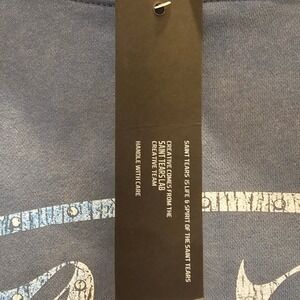 SAINT TEARS IS LIFE & SPIRIT OF THE SAINT TEARS
CREATIVE COMES FROM THE
SAINT TEARS LAB
CREATIVE TEAM
HANDLE WITH CARE